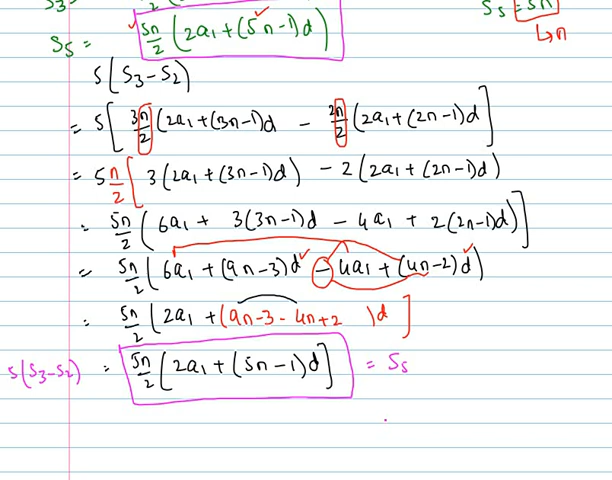 S₃ =
S₅ = 5n
↳ n
S₅ = 5n/2 (2a₁ + (5n-1)d)
5(S₃-S₂)
= 5[ 3n/2 (2a₁+(3n-1)d - 2n/2 (2a₁+(2n-1)d ]
= 5n/2 [ 3(2a₁+(3n-1)d) - 2(2a₁+(2n-1)d)
= 5n/2 (6a₁ + 3(3n-1)d - 4a₁ + 2(2n-1)d) ]
= 5n/2 (6a₁ + (9n-3)d - 4a₁ + (4n-2)d)
= 5n/2 [2a₁ + (9n-3-4n+2 )d ]
5(S₃-S₂) = 5n/2 [2a₁ + (5n-1)d ] = S₅